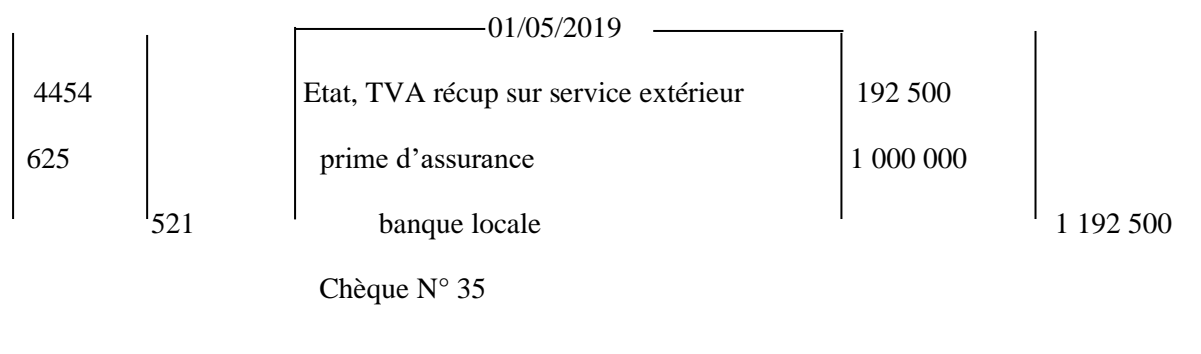 01/05/2019
4454 Etat, TVA récup sur service extérieur 192 500
625 prime d’assurance 1 000 000
521 banque locale 1 192 500
Chèque N° 35